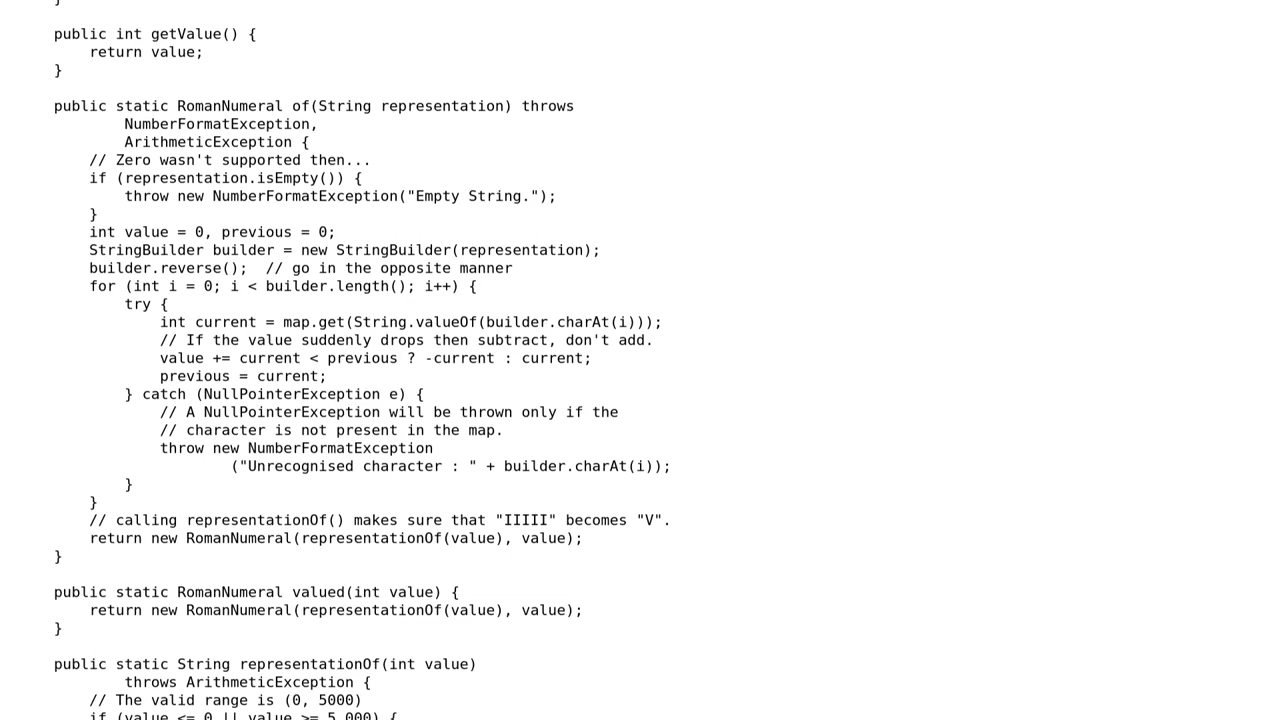 }
public int getValue() {
return value;
}
public static RomanNumeral of(String representation) throws
NumberFormatException,
ArithmeticException {
// Zero wasn't supported then...
if (representation.isEmpty()) {
throw new NumberFormatException("Empty String.");
}
int value = 0, previous = 0;
StringBuilder builder = new StringBuilder(representation);
builder.reverse();  // go in the opposite manner
for (int i = 0; i < builder.length(); i++) {
try {
int current = map.get(String.valueOf(builder.charAt(i)));
// If the value suddenly drops then subtract, don't add.
value += current < previous ? -current : current;
previous = current;
} catch (NullPointerException e) {
// A NullPointerException will be thrown only if the
// character is not present in the map.
throw new NumberFormatException
("Unrecognised character : " + builder.charAt(i));
}
}
// calling representationOf() makes sure that "IIIII" becomes "V".
return new RomanNumeral(representationOf(value), value);
}
public static RomanNumeral valued(int value) {
return new RomanNumeral(representationOf(value), value);
}
public static String representationOf(int value)
throws ArithmeticException {
// The valid range is (0, 5000)
if (value <= 0 || value >= 5_000) {